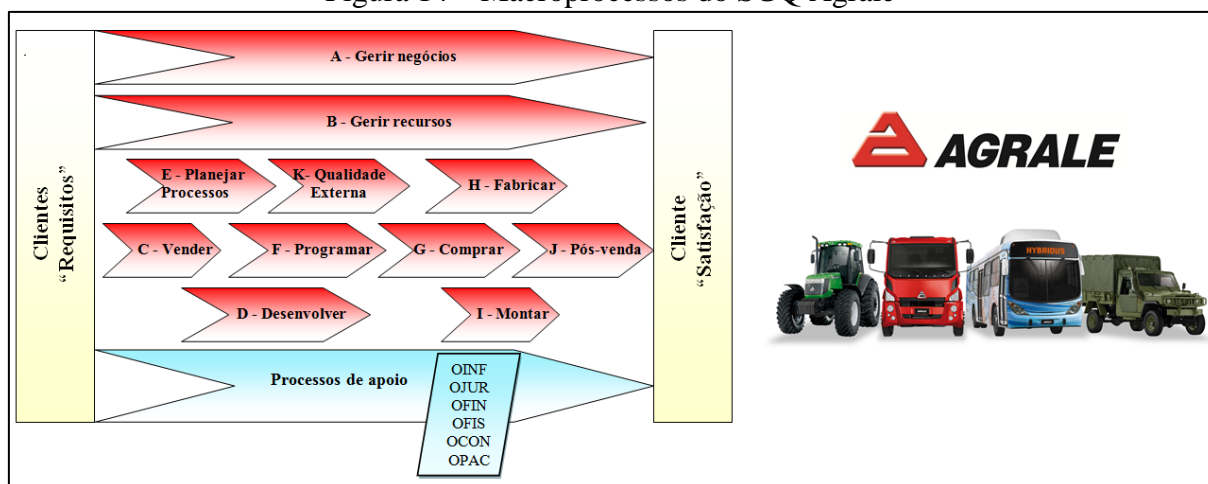 Figura 14 – Macroprocessos do SGQ Agrale
Clientes
“Requisitos”
A - Gerir negócios
B - Gerir recursos
E - Planejar
Processos
K- Qualidade
Externa
H - Fabricar
C - Vender
F - Programar
G - Comprar
J - Pós-venda
D - Desenvolver
I - Montar
Processos de apoio
OINF
OJUR
OFIN
OFIS
OCON
OPAC
Cliente
“Satisfação”
AGRALE
HYBRIDUS